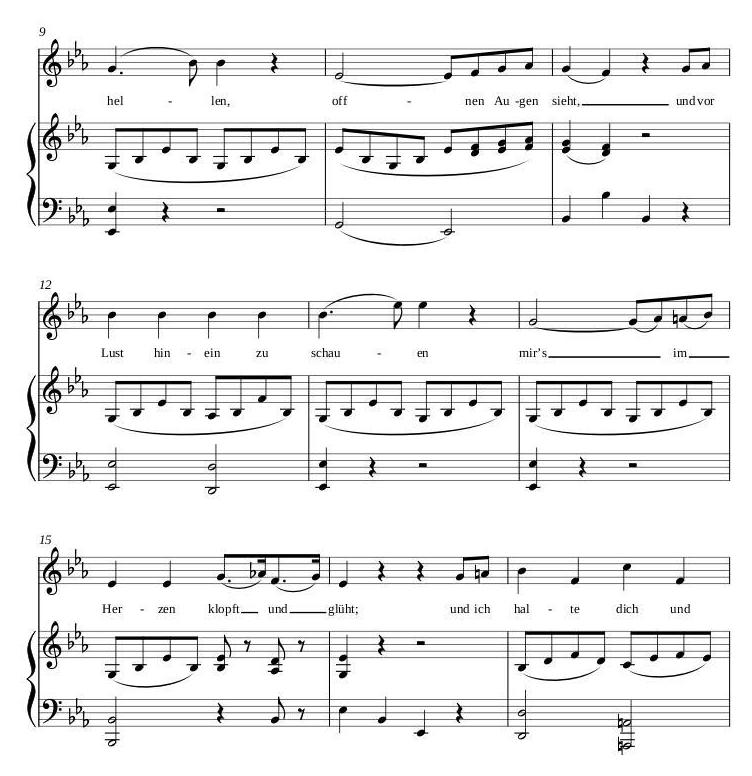 9
hel - len, off - nen Au -gen sieht, und vor
12
Lust hin - ein zu schau - en mir's im
15
Her - zen klopft und glüht; und ich hal - te dich und